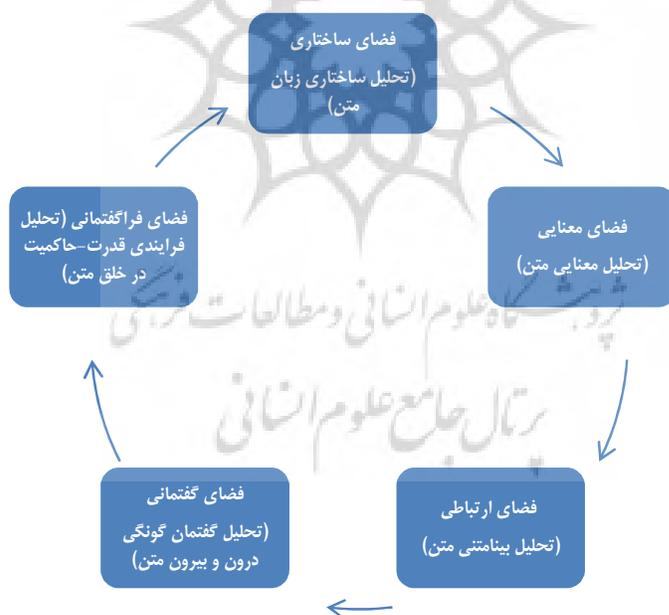 فضای ساختاری
(تحلیل ساختاری زبان
متن)
فضای معنایی
(تحلیل معنایی متن)
فضای ارتباطی
(تحلیل بینامتنی متن)
فضای گفتمانی
(تحلیل گفتمان گونگی
درون و بیرون متن)
فضای فراگفتمانی (تحلیل
فرایندی قدرت-حاکمیت
در خلق متن)
پژوهشگاه علوم انسانی و مطالعات فرهنگی
پرتال جامع علوم انسانی